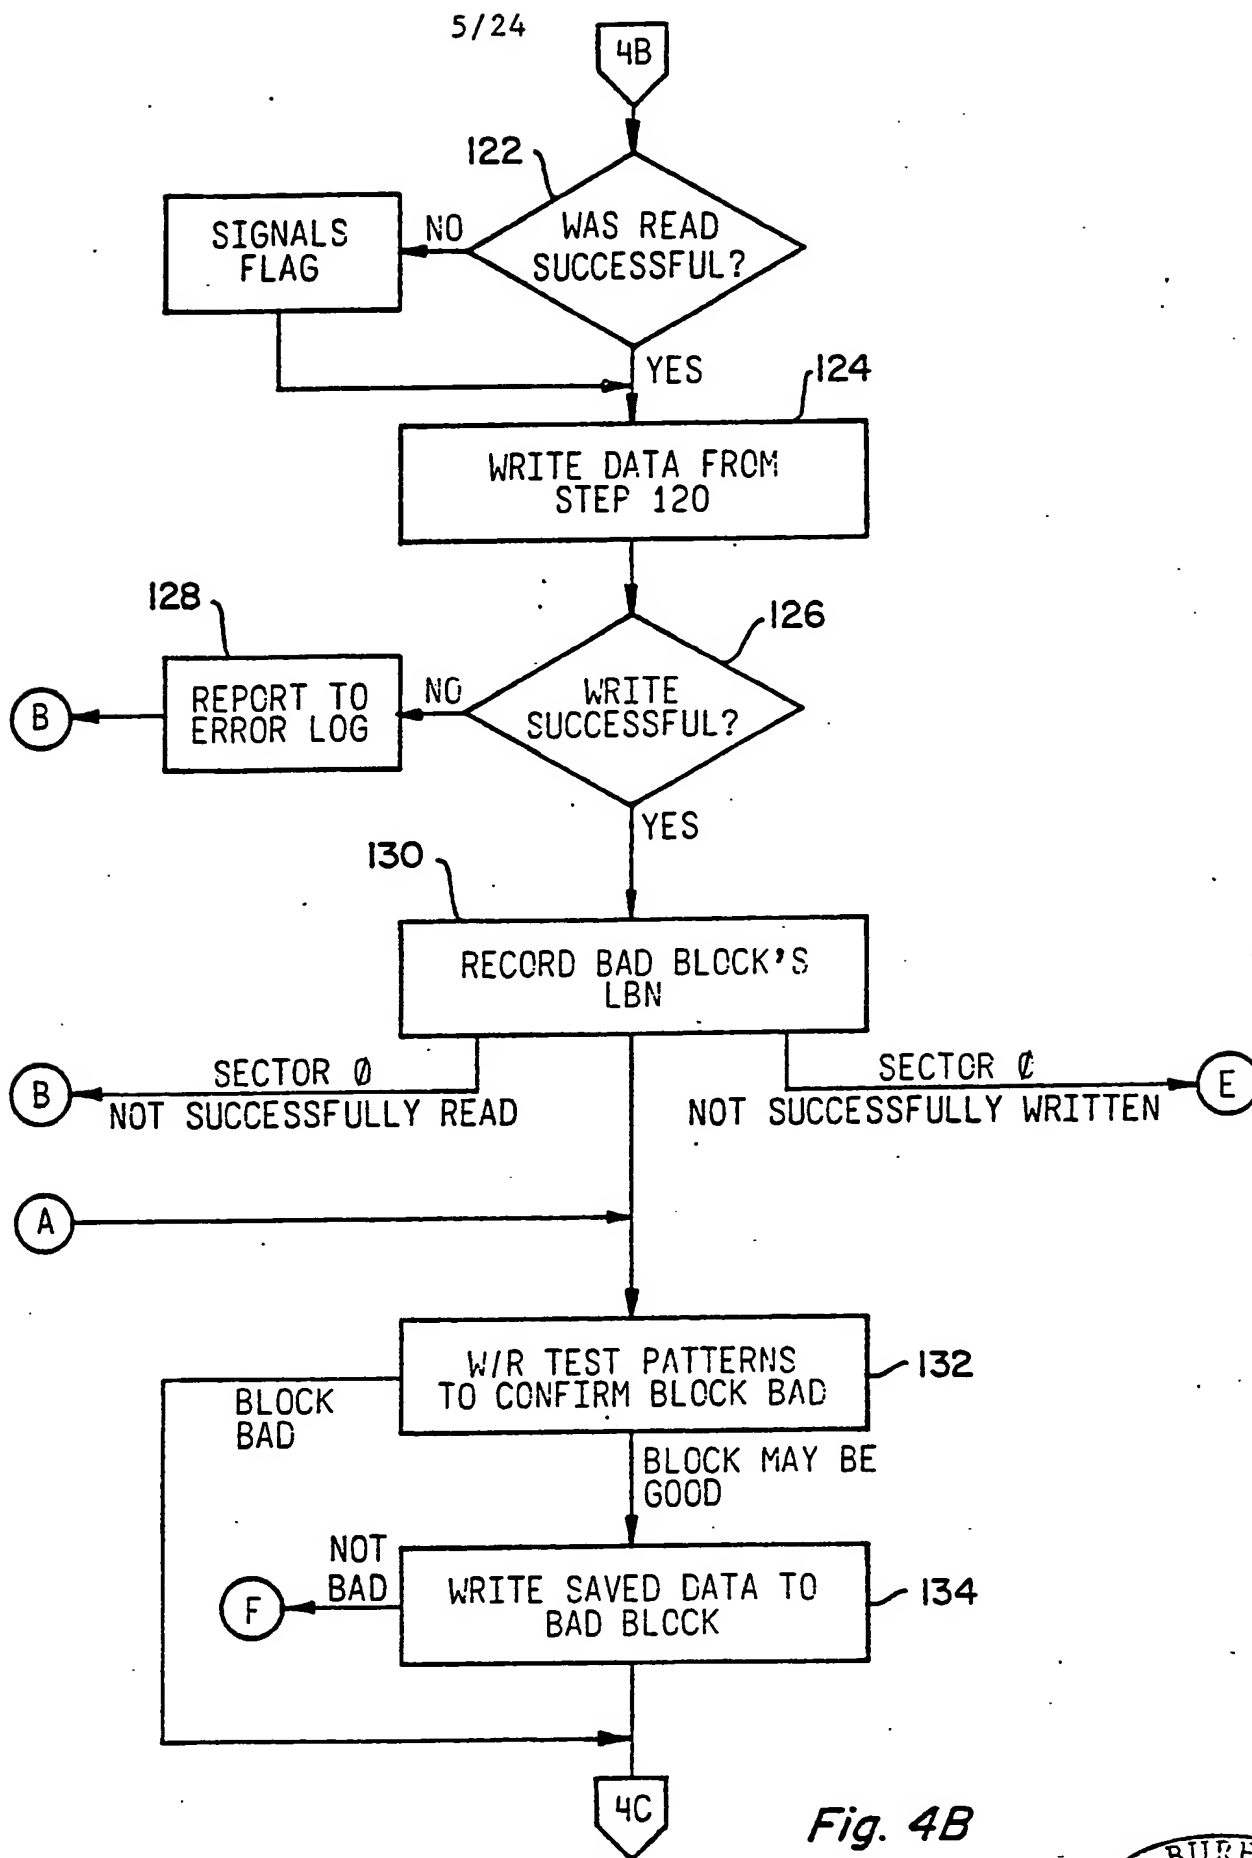 5/24
4B
122
WAS READ
SUCCESSFUL?
NO
SIGNALS
FLAG
YES
124
WRITE DATA FROM
STEP 120
128
126
B
REPORT TO
ERROR LOG
NO
WRITE
SUCCESSFUL?
YES
130
RECORD BAD BLOCK'S
LBN
B
SECTOR Ø
NOT SUCCESSFULLY READ
SECTOR Ø
NOT SUCCESSFULLY WRITTEN
E
A
W/R TEST PATTERNS
TO CONFIRM BLOCK BAD
132
BLOCK
BAD
BLOCK MAY BE
GOOD
NOT
BAD
F
WRITE SAVED DATA TO
BAD BLOCK
134
4C
Fig. 4B